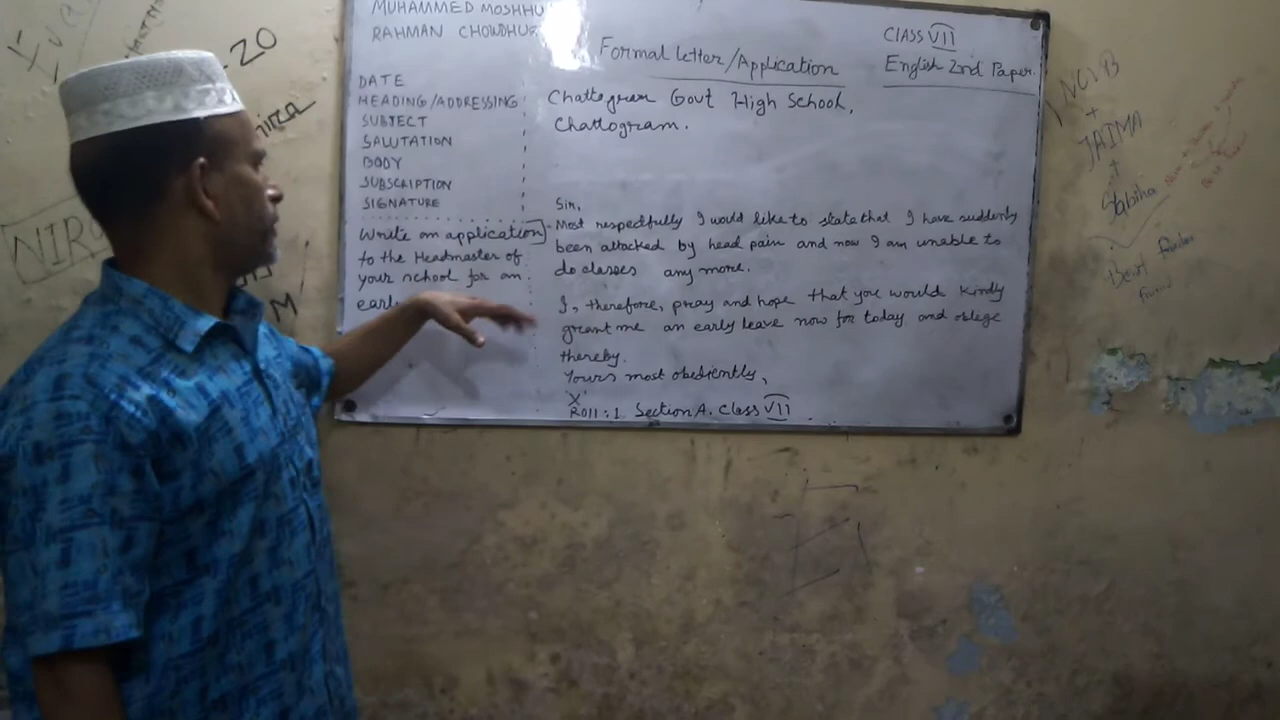 MUHAMMED MOSHHU
RAHMAN CHOWDHU
DATE
HEADING/ADDRESSING
SUBTECT
SALUTATION
BODY
SUBSCRIPTION
SIGNATURE
Write an application
to the Headmaster of
your school for an
earl
Formal Letter/Application
CLASS VII
English 2nd Paper.
Chattogram Govt High School,
Chattogram.
Sir,
Most respectfully I would like to state that I have suddenly
been attacked by head pain and now I am unable to
do classes any more.
I, therefore, pray and hope that you would kindly
grant me an early leave now for today and oblege
thereby.
Yours most obediently,
X
Roll: 1 Section A. Class VII
20
NIR
M
+
JAIMA
+
Sabiha
Best